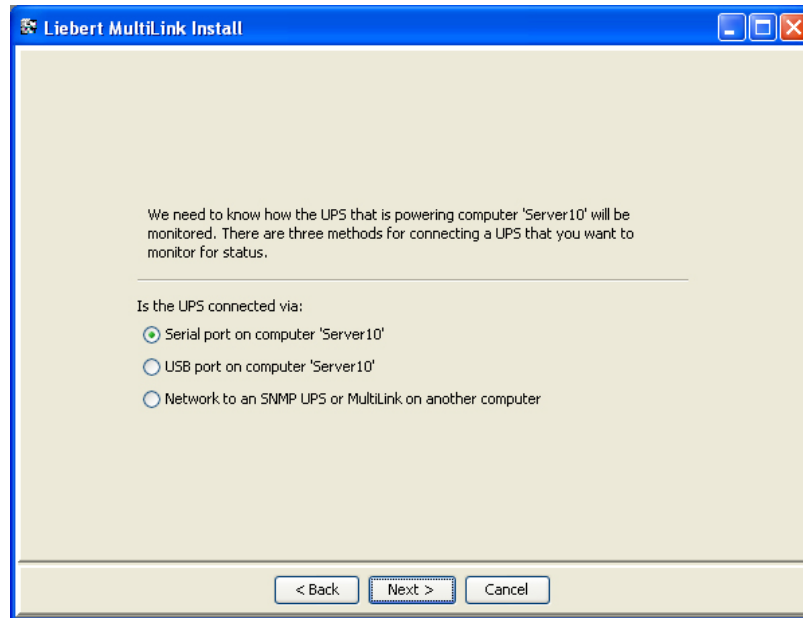 Liebert MultiLink Install
We need to know how the UPS that is powering computer 'Server10' will be
monitored. There are three methods for connecting a UPS that you want to
monitor for status.
Is the UPS connected via:
Serial port on computer 'Server10'
USB port on computer 'Server10'
Network to an SNMP UPS or MultiLink on another computer
< Back
Next >
Cancel